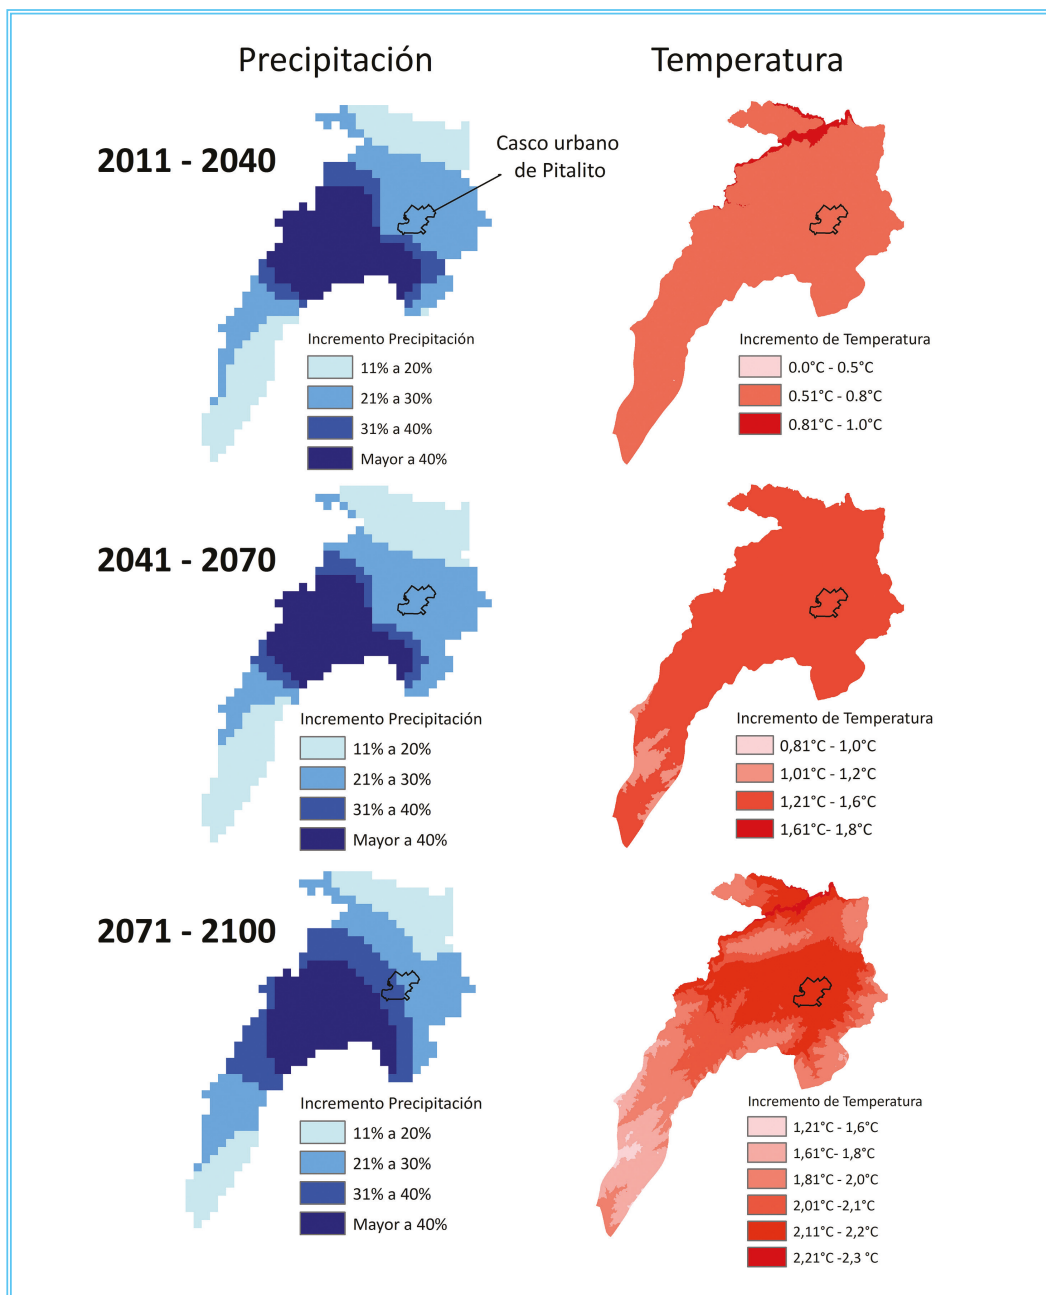 Precipitación
Temperatura
2011 - 2040
Casco urbano
de Pitalito
Incremento Precipitación
11% a 20%
21% a 30%
31% a 40%
Mayor a 40%
Incremento de Temperatura
0.0°C - 0.5°C
0.51°C - 0.8°C
0.81°C - 1.0°C
2041 - 2070
Incremento Precipitación
11% a 20%
21% a 30%
31% a 40%
Mayor a 40%
Incremento de Temperatura
0,81°C - 1,0°C
1,01°C - 1,2°C
1,21°C - 1,6°C
1,61°C- 1,8°C
2071 - 2100
Incremento Precipitación
11% a 20%
21% a 30%
31% a 40%
Mayor a 40%
Incremento de Temperatura
1,21°C - 1,6°C
1,61°C- 1,8°C
1,81°C - 2,0°C
2,01°C -2,1°C
2,11°C - 2,2°C
2,21°C -2,3 °C